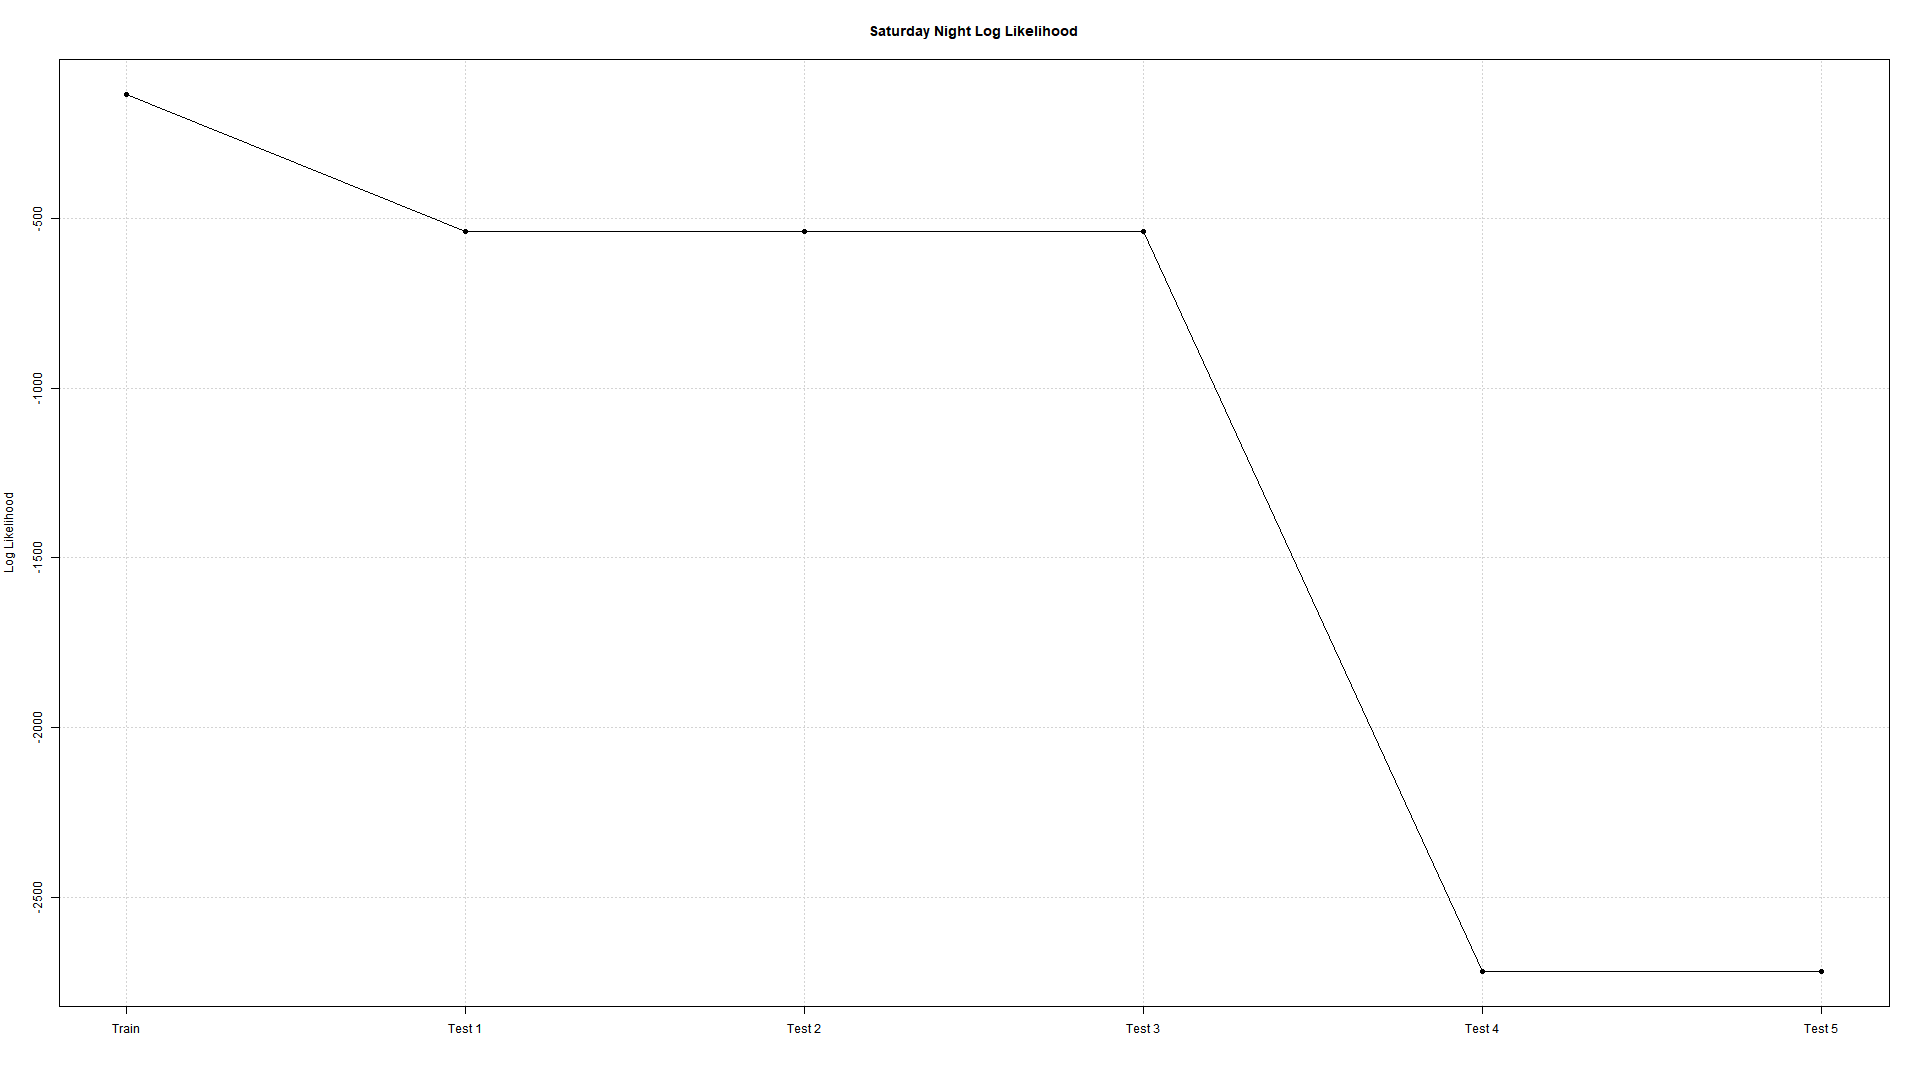 Saturday Night Log Likelihood
Log Likelihood
-500
-1000
-1500
-2000
-2500
Train
Test 1
Test 2
Test 3
Test 4
Test 5